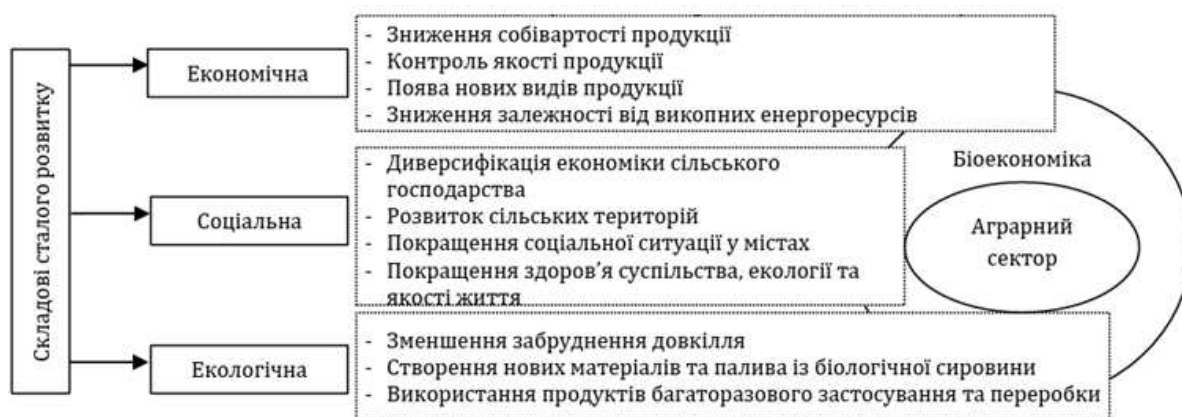 Складові сталого розвитку
Економічна
- Зниження собівартості продукції
- Контроль якості продукції
- Поява нових видів продукції
- Зниження залежності від викопних енергоресурсів
Соціальна
- Диверсифікація економіки сільського
господарства
- Розвиток сільських територій
- Покращення соціальної ситуації у містах
- Покращення здоров’я суспільства, екології та
якості життя
Екологічна
- Зменшення забруднення довкілля
- Створення нових матеріалів та палива із біологічної сировини
- Використання продуктів багаторазового застосування та переробки
Біоекономіка
Аграрний
сектор